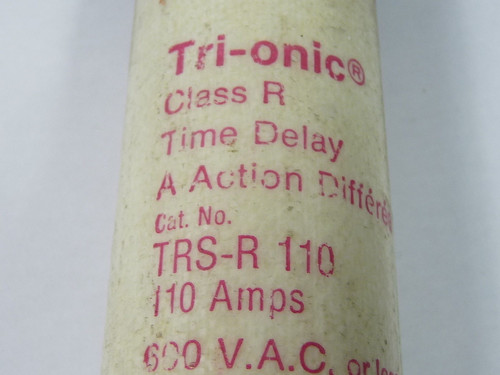 Tri-onic®
Class R
Time Delay
A Action Différé
Cat. No.
TRS-R 110
110 Amps
600 V.A.C. or